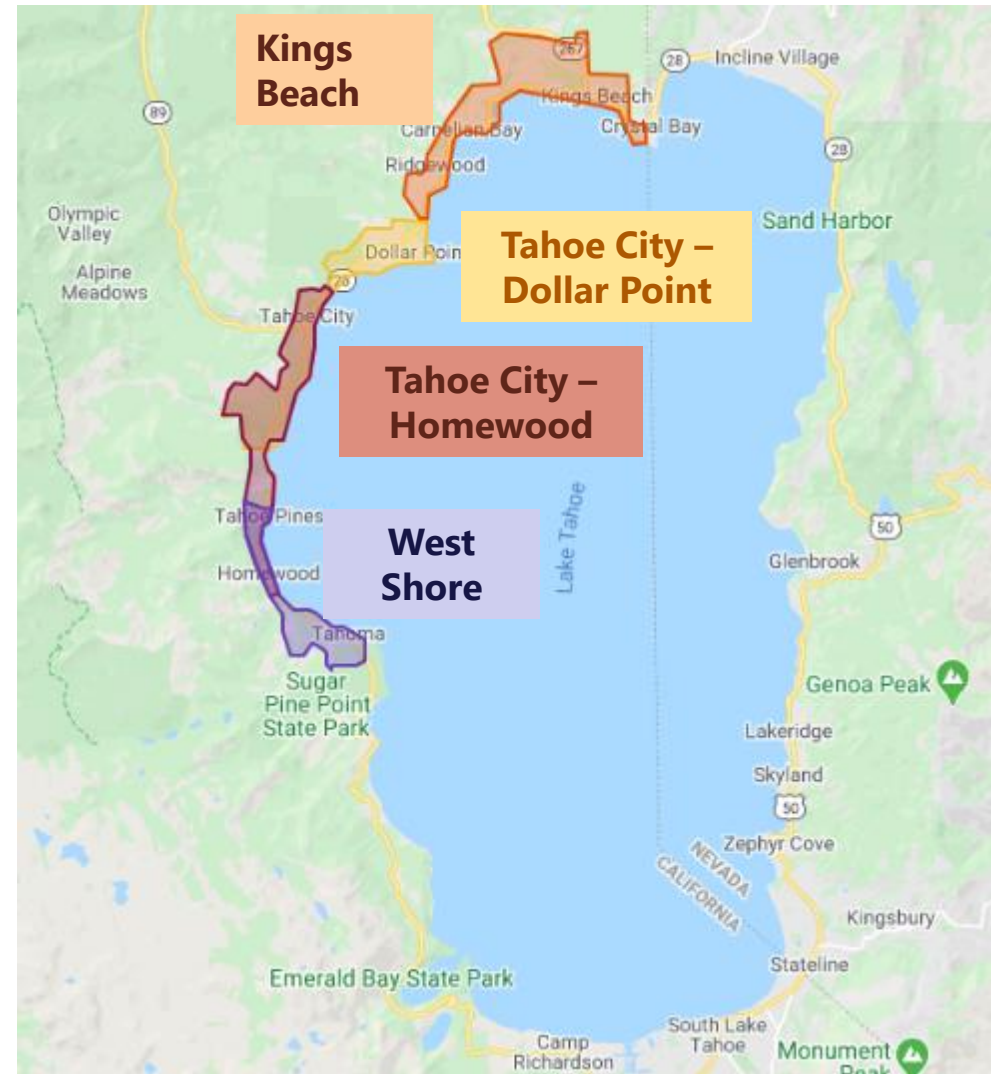 Kings
Beach
267
28
Incline Village
89
Kings Beach
Carnelian Bay
Crystal Bay
28
Ridgewood
Olympic
Valley
Sand Harbor
Tahoe City –
Dollar Point
Dollar Poin
Alpine
Meadows
28
Tahoe City
Tahoe City –
Homewood
Lake Tahoe
Tahoe Pines
50
West
Shore
Glenbrook
Homewood
Tahoma
Sugar
Pine Point
State Park
Genoa Peak
Lakeridge
Skyland
50
Zephyr Cove
NEVADA
CALIFORNIA
Kingsbury
Stateline
Emerald Bay State Park
South Lake
Tahoe
Camp
Richardson
Monument
Peak